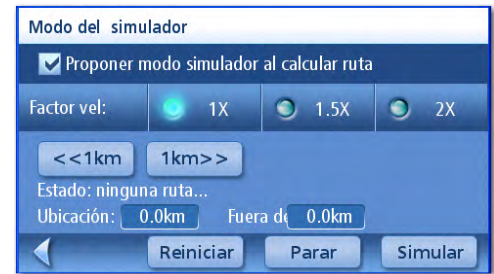 Modo del simulador
Proponer modo simulador al calcular ruta
Factor vel: 1X 1.5X 2X
<<1km 1km>>
Estado: ninguna ruta...
Ubicación: 0.0km Fuera de 0.0km
Reiniciar Parar Simular